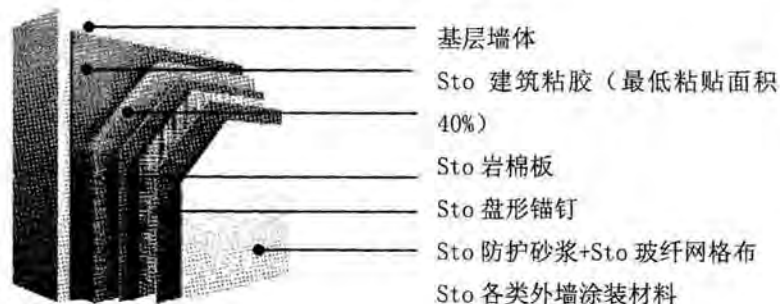 基层墙体
Sto 建筑粘胶（最低粘贴面积
40%）
Sto 岩棉板
Sto 盘形锚钉
Sto 防护砂浆+Sto 玻纤网格布
Sto 各类外墙涂装材料